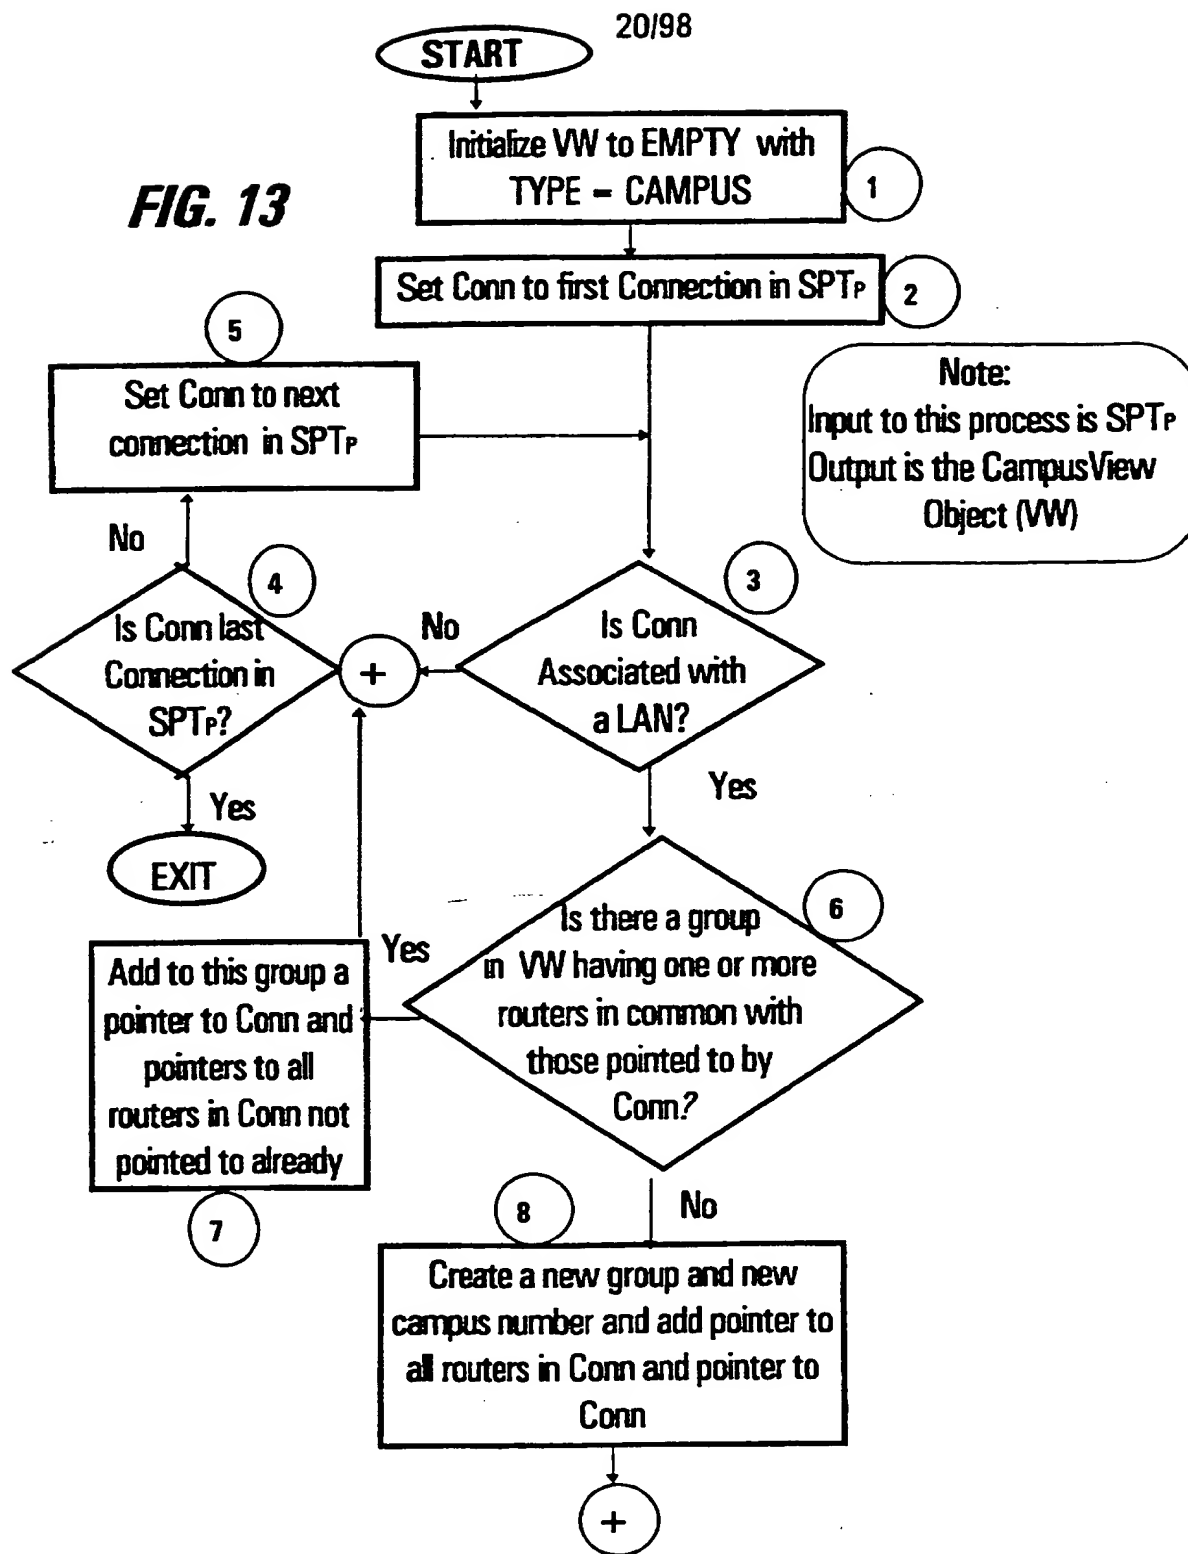 20/98
START
Initialize VW to EMPTY with
TYPE = CAMPUS
1
FIG. 13
Set Conn to first Connection in SPTP
2
5
Set Conn to next
connection in SPTP
Note:
Input to this process is SPTP
Output is the CampusView
Object (VW)
No
4
Is Conn last
Connection in
SPTP?
+
No
3
Is Conn
Associated with
a LAN?
Yes
Yes
EXIT
6
Is there a group
in VW having one or more
routers in common with
those pointed to by
Conn?
Yes
Add to this group a
pointer to Conn and
pointers to all
routers in Conn not
pointed to already
7
No
8
Create a new group and new
campus number and add pointer to
all routers in Conn and pointer to
Conn
+